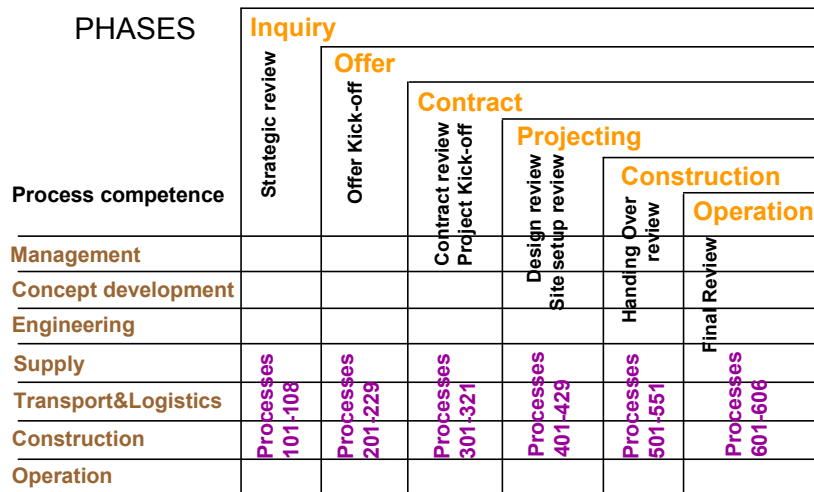 PHASES
Inquiry
Offer
Contract
Projecting
Construction
Operation
Strategic review
Offer Kick-off
Contract review
Project Kick-off
Design review
Site setup review
Handing Over
review
Final Review
Process competence
Management
Concept development
Engineering
Supply
Transport&Logistics
Construction
Operation
Processes
101-108
Processes
201-229
Processes
301-321
Processes
401-429
Processes
501-551
Processes
601-606